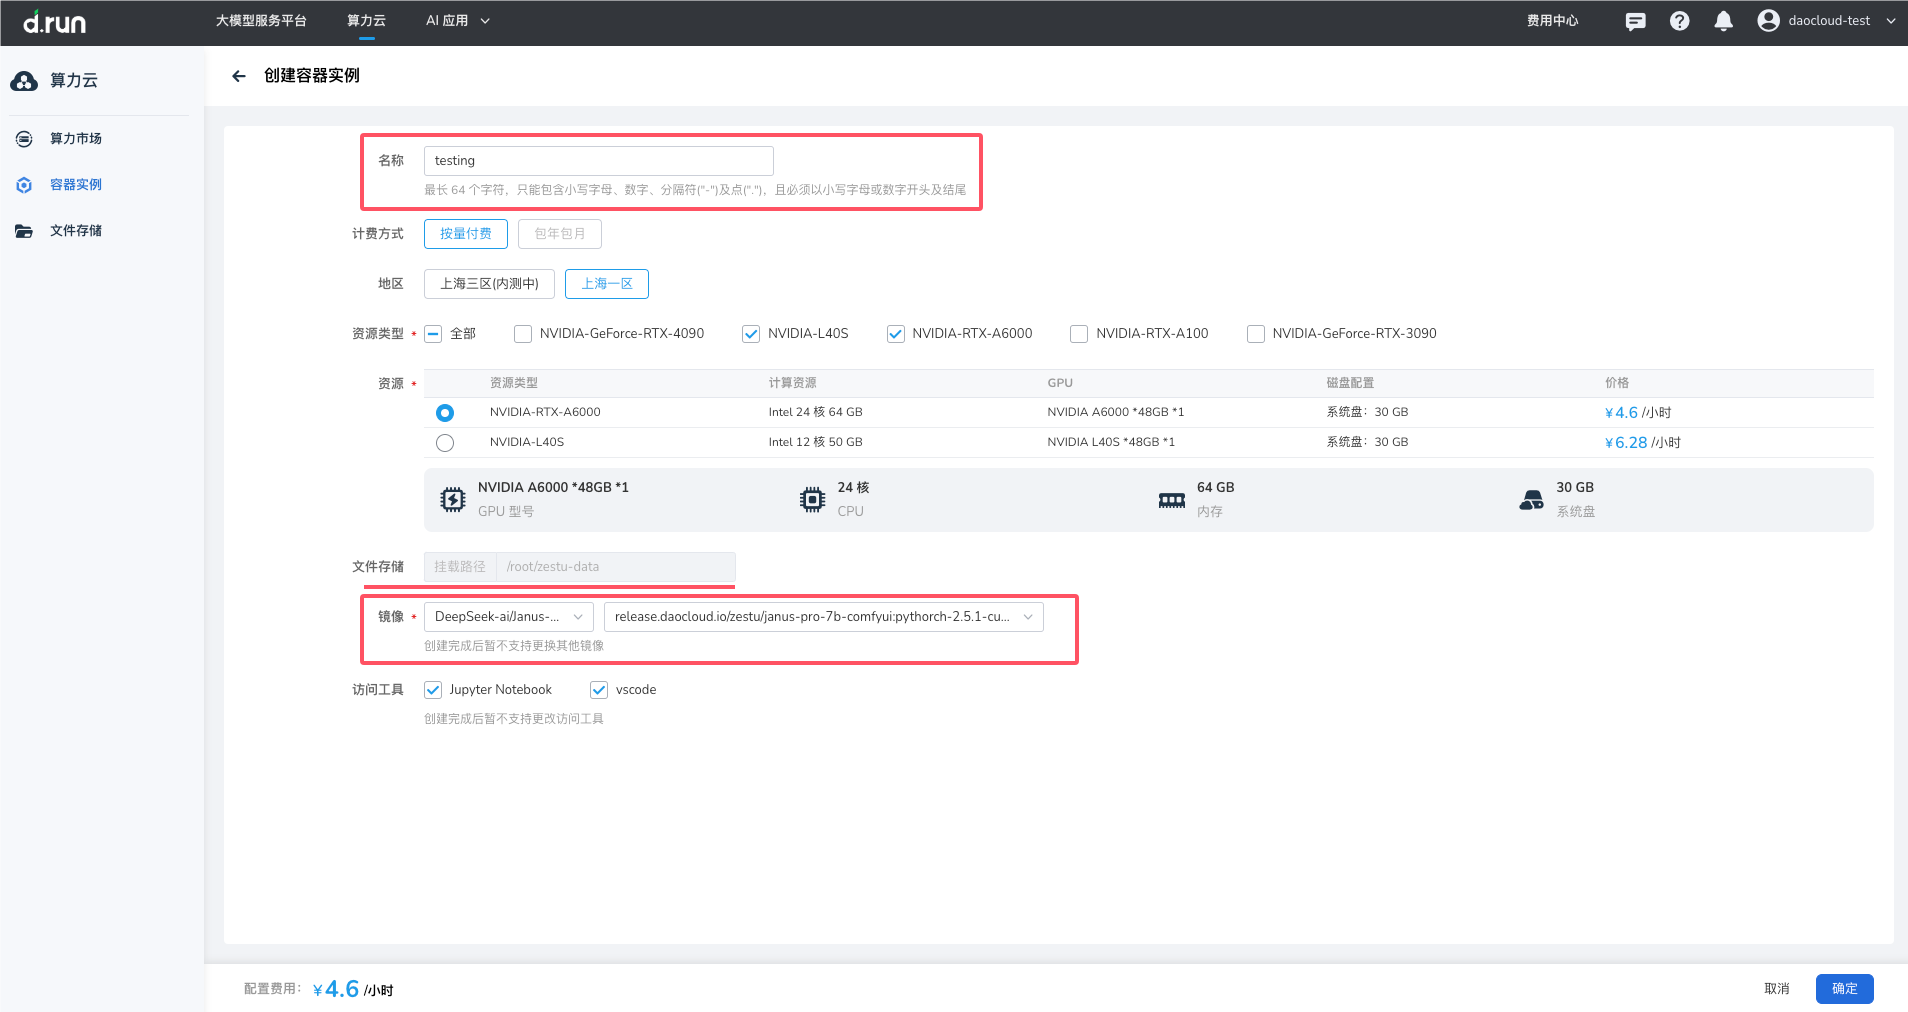 d.run 大模型服务平台 算力云 AI 应用 费用中心 daocloud-test
算力云
算力市场
容器实例
文件存储
创建容器实例
名称 testing
最长 64 个字符，只能包含小写字母、数字、分隔符("-")及点(".")，且必须以小写字母或数字开头及结尾
计费方式 按量付费 包年包月
地区 上海三区(内测中) 上海一区
资源类型 * 全部 NVIDIA-GeForce-RTX-4090 NVIDIA-L40S NVIDIA-RTX-A6000 NVIDIA-RTX-A100 NVIDIA-GeForce-RTX-3090
资源 * 资源类型 计算资源 GPU 磁盘配置 价格
NVIDIA-RTX-A6000 Intel 24 核 64 GB NVIDIA A6000 *48GB *1 系统盘：30 GB ¥4.6 /小时
NVIDIA-L40S Intel 12 核 50 GB NVIDIA L40S *48GB *1 系统盘：30 GB ¥6.28 /小时
NVIDIA A6000 *48GB *1 24 核 64 GB 30 GB
GPU 型号 CPU 内存 系统盘
文件存储 挂载路径 /root/zestu-data
镜像 * DeepSeek-ai/Janus-... release.daocloud.io/zestu/janus-pro-7b-comfyui:pythorch-2.5.1-cu...
创建完成后暂不支持更换其他镜像
访问工具 Jupyter Notebook vscode
创建完成后暂不支持更改访问工具
配置费用： ¥4.6 /小时 取消 确定